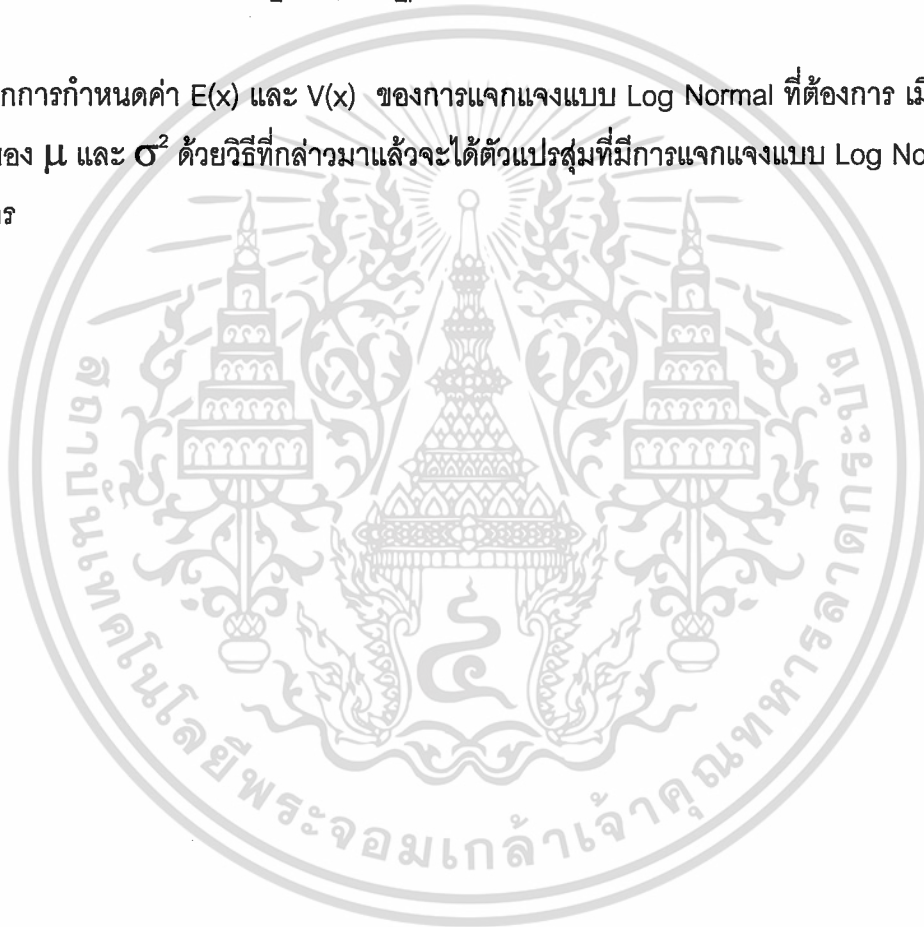 กการกำหนดค่า E(x) และ V(x) ของการแจกแจงแบบ Log Normal ที่ต้องการ เมื
ของ μ และ σ² ด้วยวิธีที่กล่าวมาแล้วจะได้ตัวแปรสุ่มที่มีการแจกแจงแบบ Log No
าร
สถาบันเทคโนโลยีพระจอมเกล้าเจ้าคุณทหารลาดกระบัง